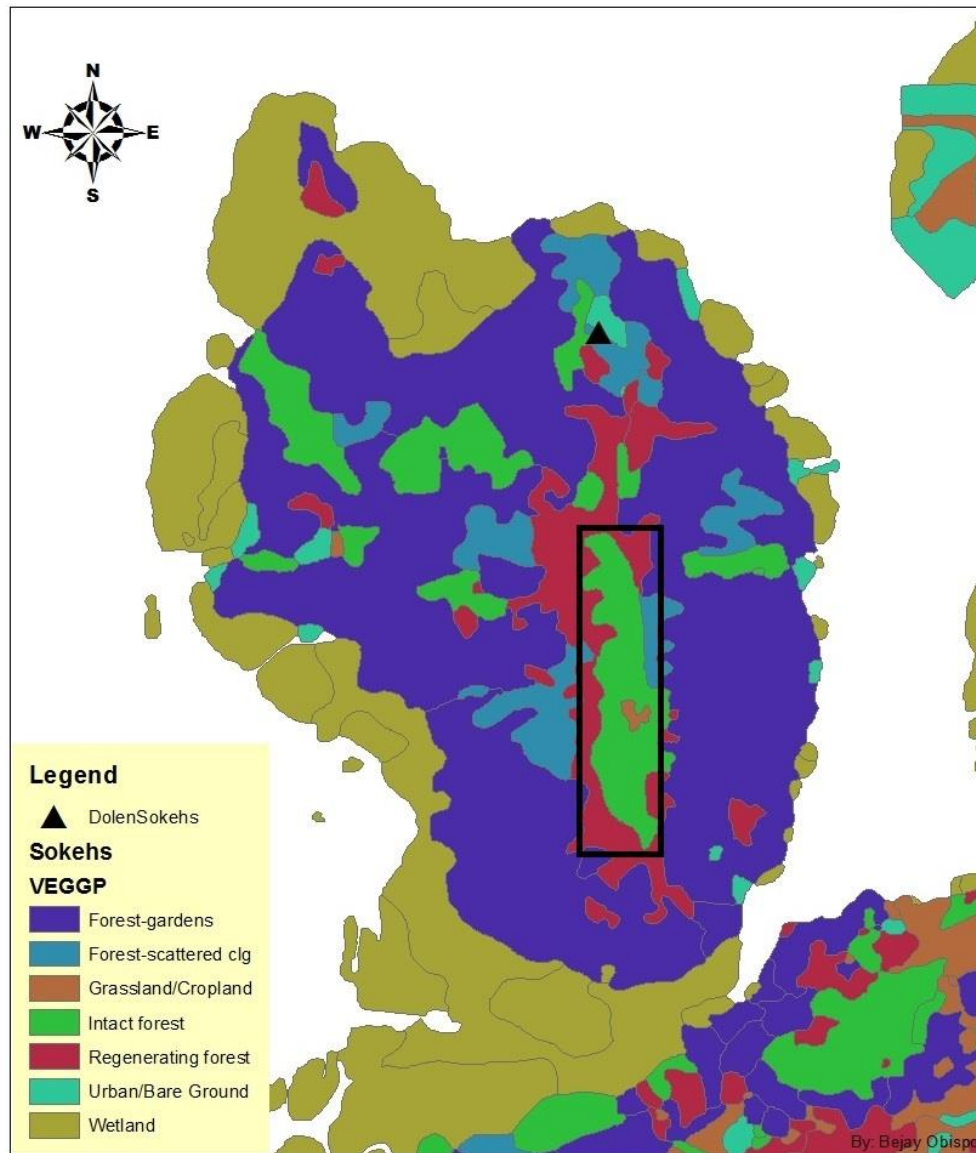 N
W E
S
Legend
DolenSokehs
Sokehs
VEGGP
Forest-gardens
Forest-scattered clg
Grassland/Cropland
Intact forest
Regenerating forest
Urban/Bare Ground
Wetland
By: Bejay Obispo